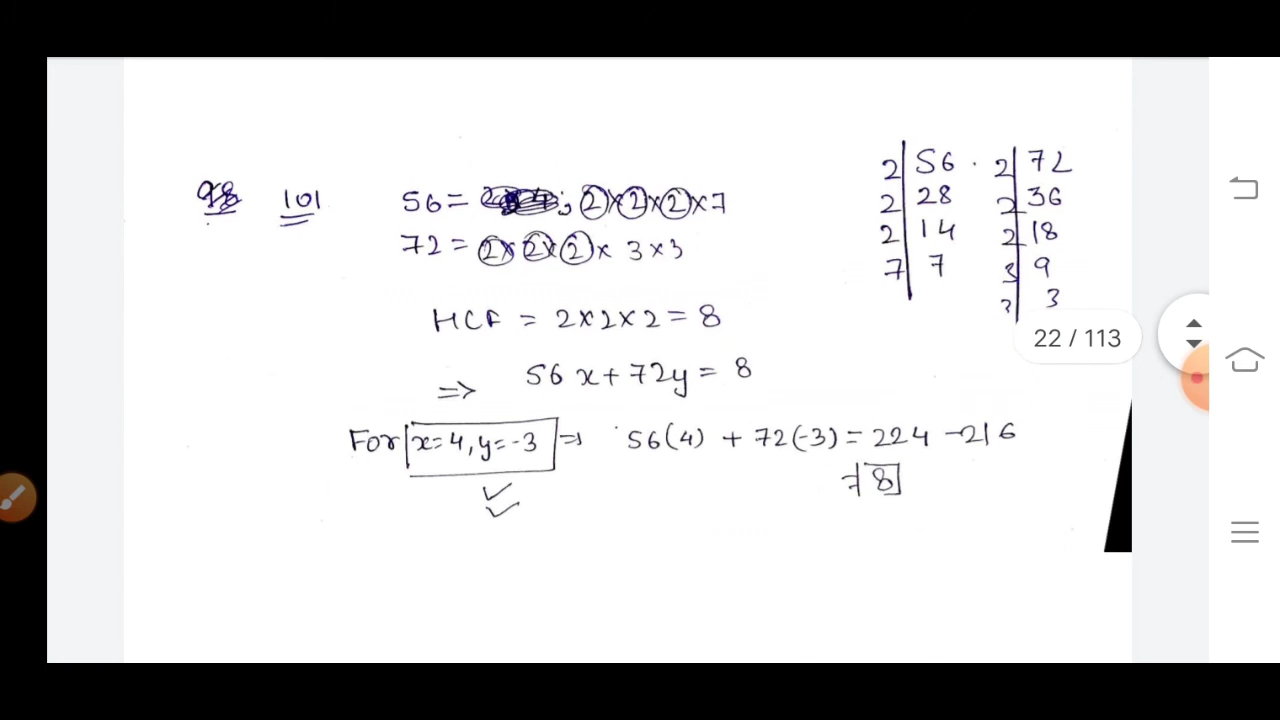 98 101
56 = 2×2×2×7
72 = 2×2×2× 3×3
HCF = 2×2×2 = 8
=> 56x + 72y = 8
For x=4, y=-3 => 56(4) + 72(-3) = 224 -216
= 8
2 56
2 28
2 14
7 7
2 72
2 36
2 18
3 9
3 3
22 / 113